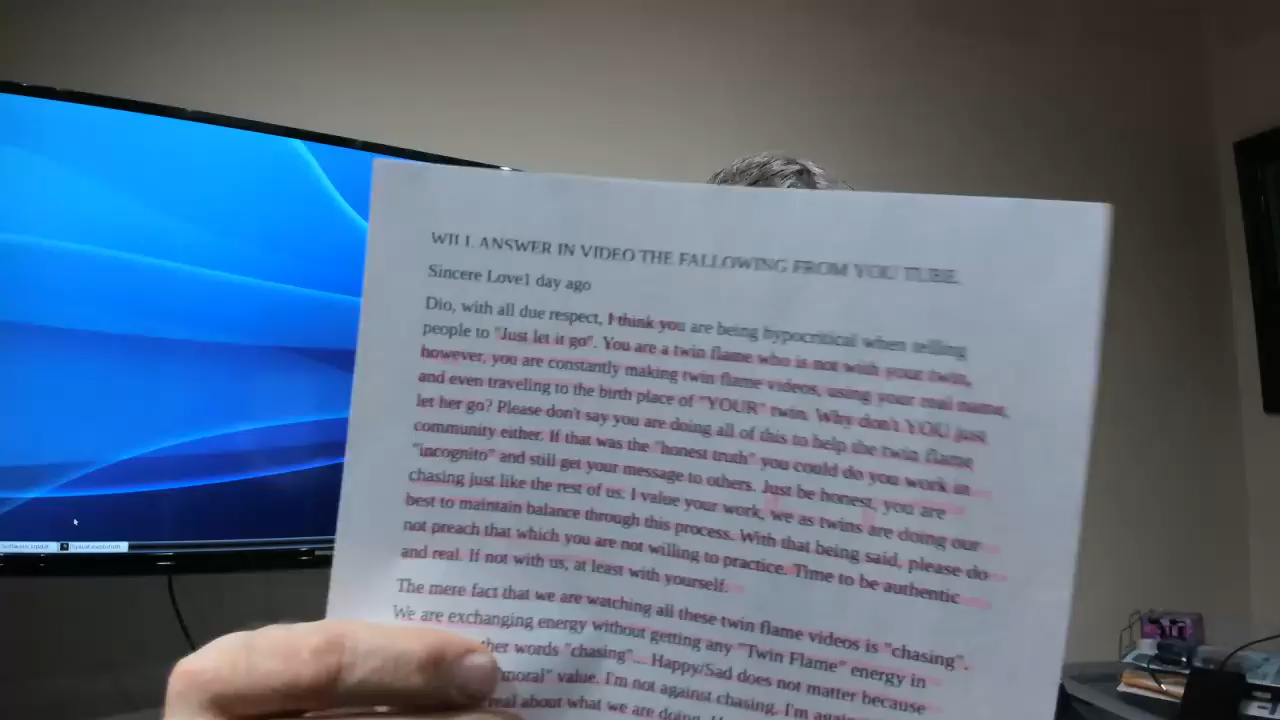 WILL ANSWER IN VIDEO THE FALLOWING FROM YOU TUBE
Sincere Love1 day ago
Dio, with all due respect, I think you are being hypocritical when telling
people to "Just let it go". You are a twin flame who is not with your twin,
however, you are constantly making twin flame videos, using your real name,
and even traveling to the birth place of "YOUR" twin. Why don't YOU just
let her go? Please don't say you are doing all of this to help the twin flame
community either. If that was the "honest truth" you could do you work in
"incognito" and still get your message to others. Just be honest, you are
chasing just like the rest of us. I value your work, we as twins are doing our
best to maintain balance through this process. With that being said, please do
not preach that which you are not willing to practice. Time to be authentic
and real. If not with us, at least with yourself.
The mere fact that we are watching all these twin flame videos is "chasing".
We are exchanging energy without getting any "Twin Flame" energy in
words "chasing"... Happy/Sad does not matter because
value. I'm not against chasing. I'm
about what we are doing.